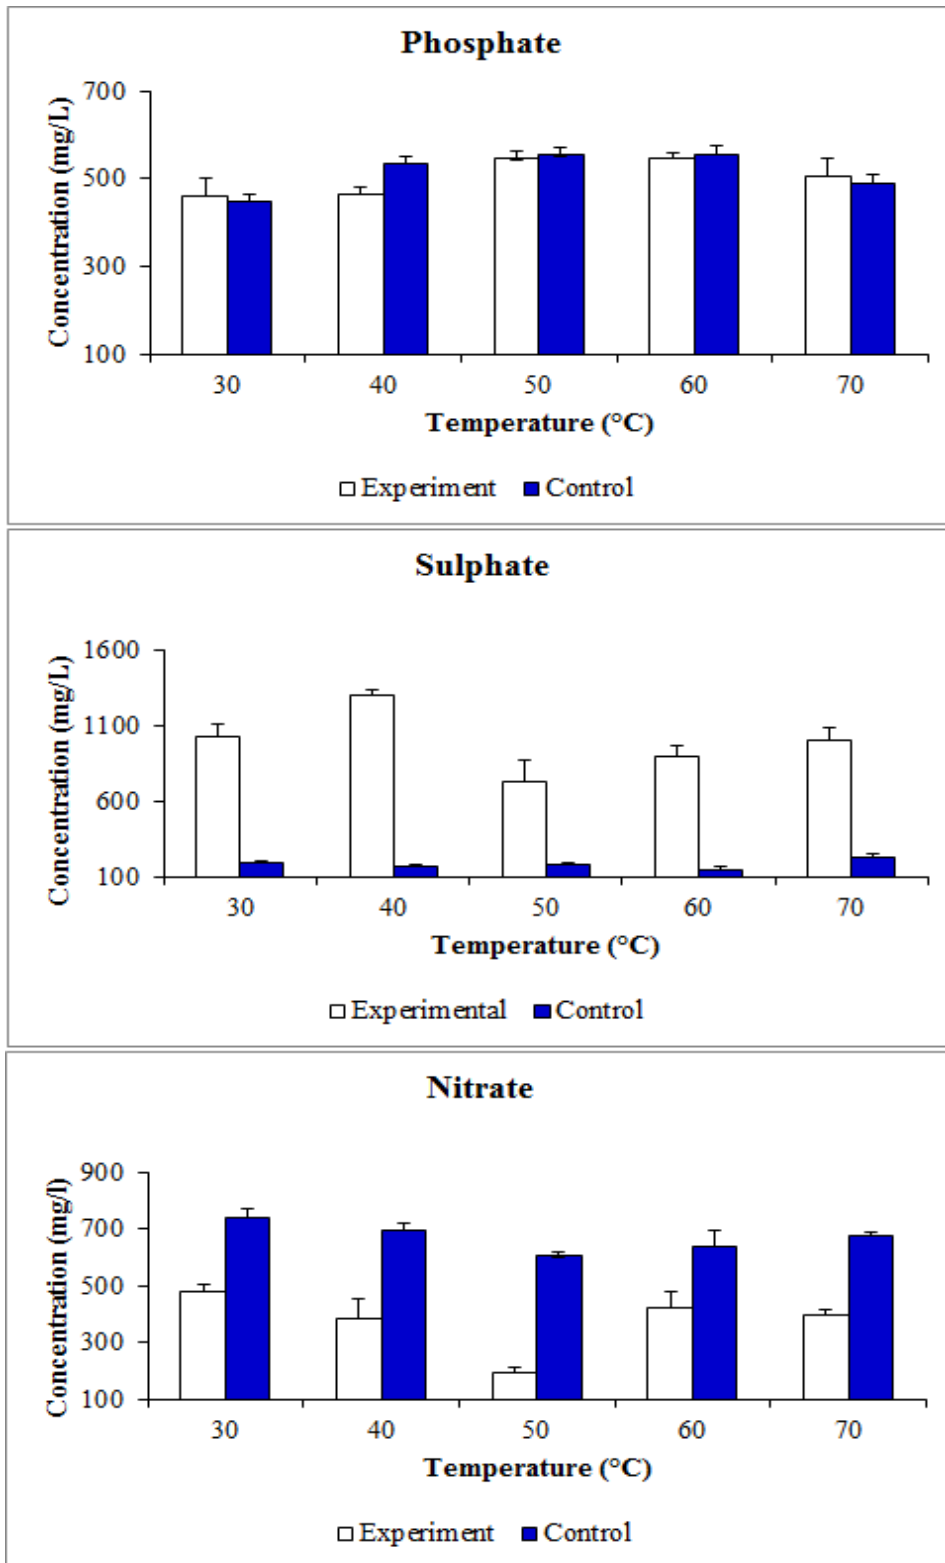 Phosphate
Concentration (mg/L)
700
500
300
100
30 40 50 60 70
Temperature (°C)
Experiment Control
Sulphate
Concentration (mg/L)
1600
1100
600
100
30 40 50 60 70
Temperature (°C)
Experimental Control
Nitrate
Concentration (mg/l)
900
700
500
300
100
30 40 50 60 70
Temperature (°C)
Experiment Control